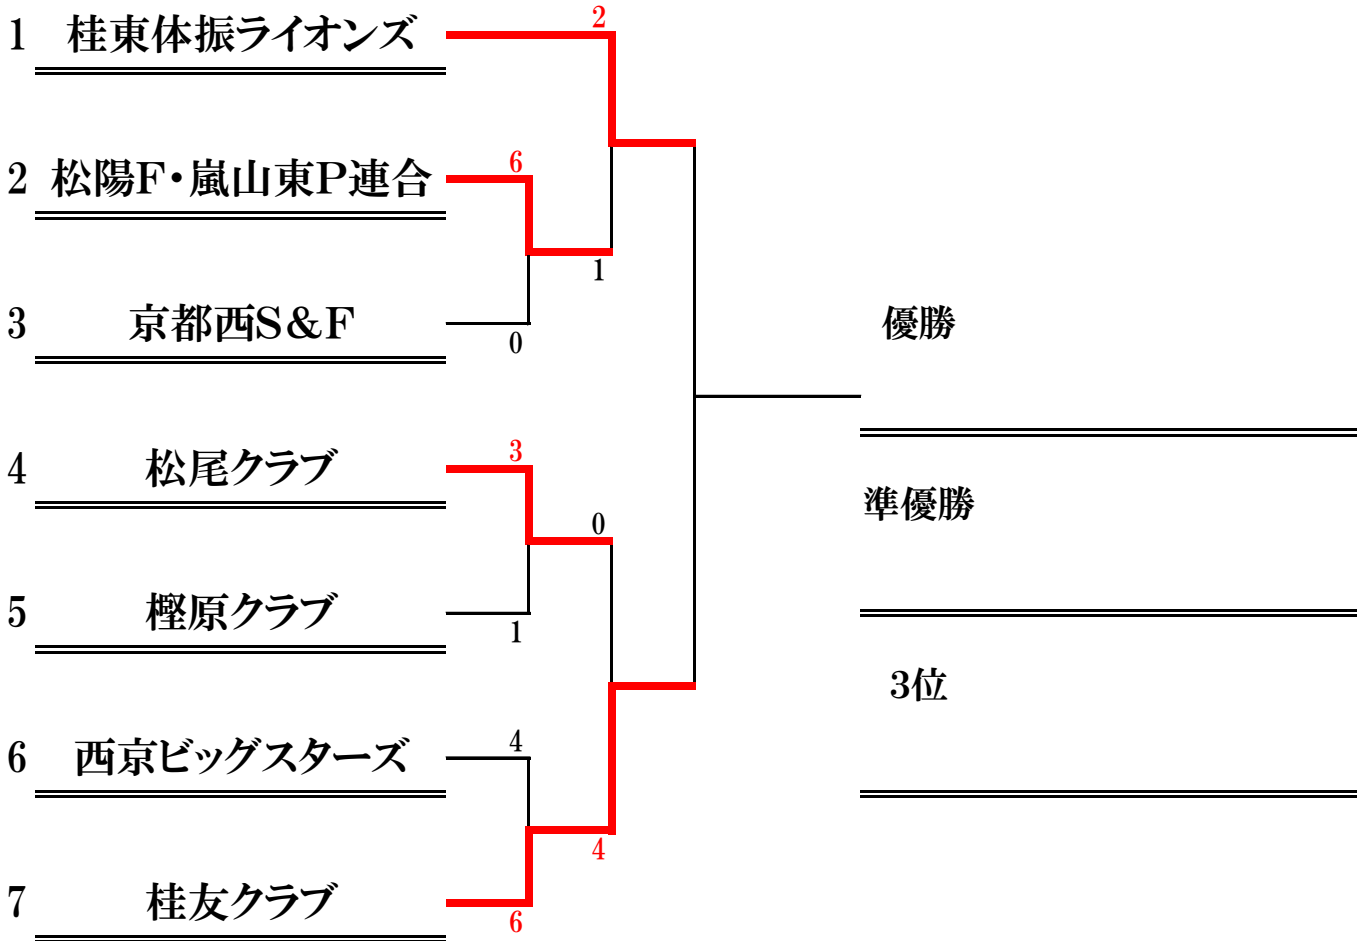 2
1 桂東体振ライオンズ
6
2 松陽F・嵐山東P連合
1
3 京都西S&F
0
優勝
3
4 松尾クラブ
0
準優勝
5 樫原クラブ
1
3位
4
6 西京ビッグスターズ
4
7 桂友クラブ
6